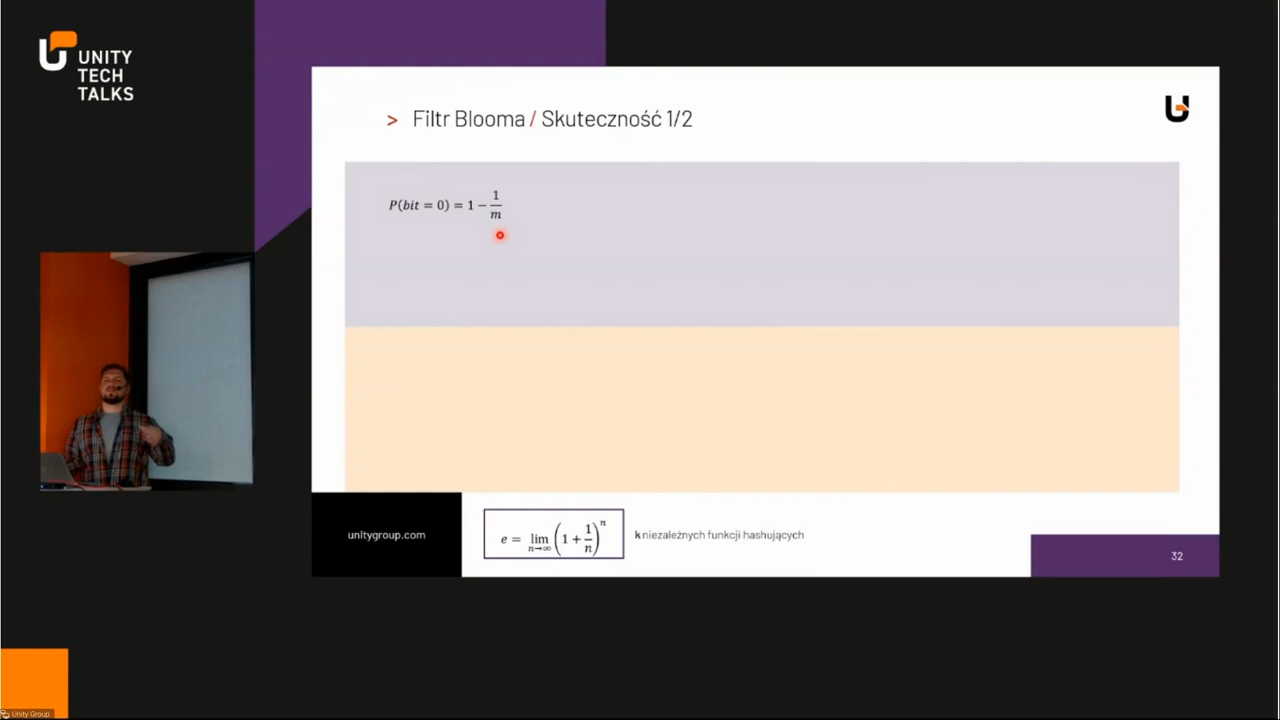 UNITY
TECH
TALKS
> Filtr Blooma / Skuteczność 1/2
P(bit = 0) = 1 − 1/m
unitygroup.com
e = lim n→∞ (1 + 1/n)^n
k niezależnych funkcji hashujących
32
Unity Group